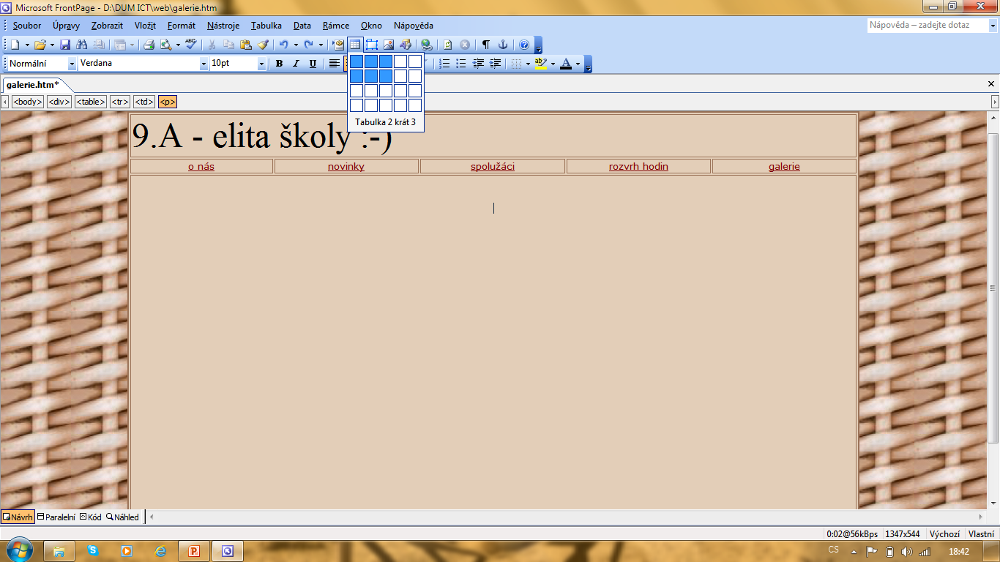 Microsoft FrontPage - D:\DUM ICT\web\galerie.htm
Soubor Úpravy Zobrazit Vložit Formát Nástroje Tabulka Data Rámce Okno Nápověda Nápověda – zadejte dotaz
Normální Verdana 10pt B I U
galerie.htm*
<body> <div> <table> <tr> <td> <p>
Tabulka 2 krát 3
9.A - elita školy :-)
o nás novinky spolužáci rozvrh hodin galerie
Návrh Paralelní Kód Náhled
0:02@56kBps 1347x544 Výchozí Vlastní
CS 18:42